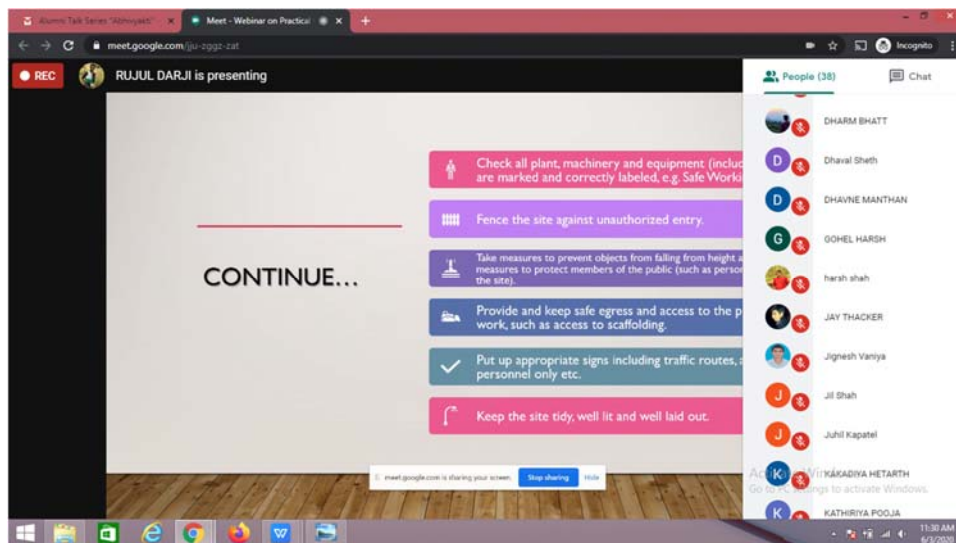 Alumni Talk Series "Abhivyakti" -
Meet - Webinar on Practical
meet.google.com/jju-zggz-zat
Incognito
REC
RUJUL DARJI is presenting
People (38)
Chat
CONTINUE...
Check all plant, machinery and equipment (includ
are marked and correctly labeled, e.g. Safe Worki
Fence the site against unauthorized entry.
Take measures to prevent objects from falling from height a
measures to protect members of the public (such as person
the site).
Provide and keep safe egress and access to the p
work, such as access to scaffolding.
Put up appropriate signs including traffic routes, a
personnel only etc.
Keep the site tidy, well lit and well laid out.
DHARM BHATT
D
Dhaval Sheth
D
DHAVNE MANTHAN
G
GOHEL HARSH
harsh shah
JAY THACKER
Jignesh Vaniya
J
Jil Shah
J
Juhil Kapatel
K
KAKADIYA HETARTH
K
KATHIRIYA POOJA
Activate Windows
Go to PC settings to activate Windows.
meet.google.com is sharing your screen.
Stop sharing
Hide
W
11:30 AM
6/3/2020